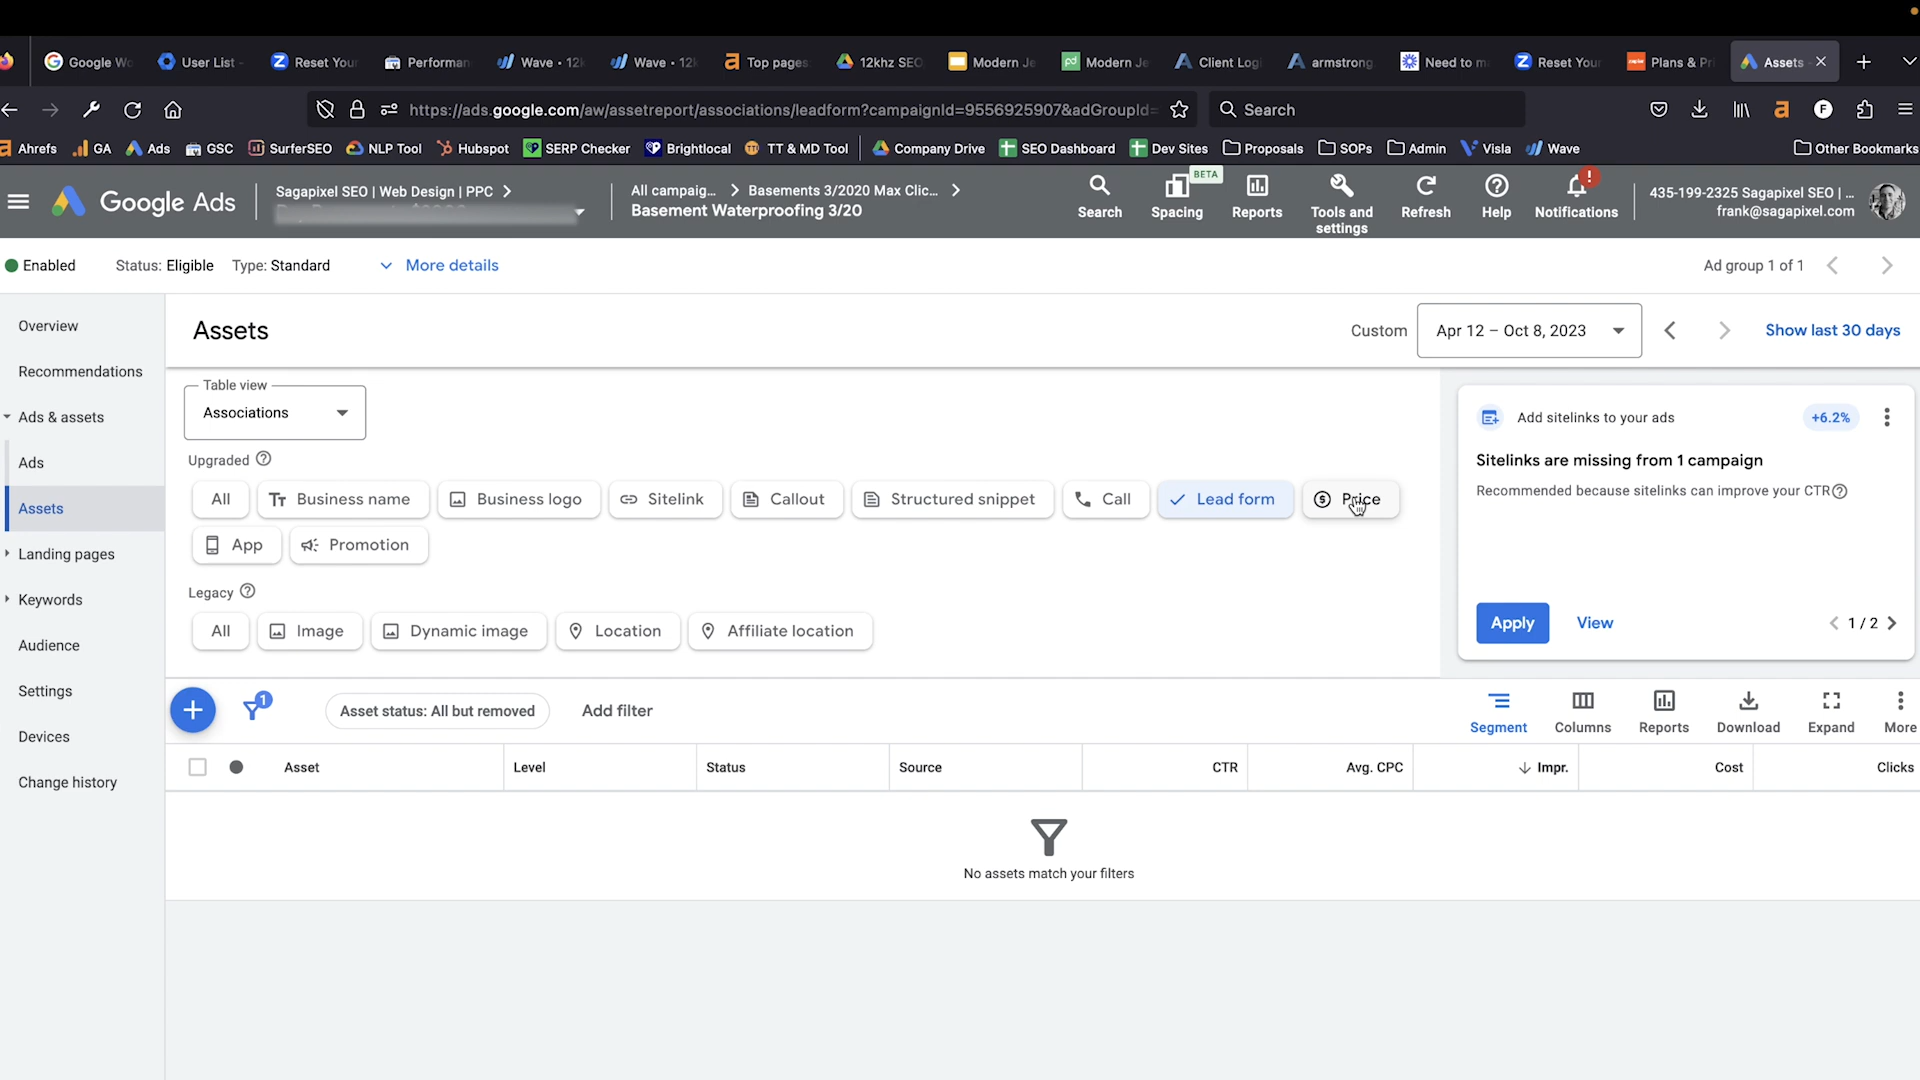 Google Wo
User List -
Reset Your
Performan
Wave • 12k
Wave • 12k
Top pages
12khz SEO
Modern Je
Modern Je
Client Logi
armstrong.
Need to m
Reset Your
Plans & Pri
Assets -
https://ads.google.com/aw/assetreport/associations/leadform?campaignId=9556925907&adGroupId=
Search
Ahrefs
GA
Ads
GSC
SurferSEO
NLP Tool
Hubspot
SERP Checker
Brightlocal
TT & MD Tool
Company Drive
SEO Dashboard
Dev Sites
Proposals
SOPs
Admin
Visla
Wave
Other Bookmarks
Google Ads
Sagapixel SEO | Web Design | PPC
All campaig...
Basements 3/2020 Max Clic...
Basement Waterproofing 3/20
Search
BETA
Spacing
Reports
Tools and
settings
Refresh
Help
!
Notifications
435-199-2325 Sagapixel SEO | ...
frank@sagapixel.com
Enabled
Status: Eligible
Type: Standard
More details
Ad group 1 of 1
Overview
Recommendations
Ads & assets
Ads
Assets
Landing pages
Keywords
Audience
Settings
Devices
Change history
Assets
Custom
Apr 12 – Oct 8, 2023
Show last 30 days
Table view
Associations
Upgraded
All
Business name
Business logo
Sitelink
Callout
Structured snippet
Call
Lead form
Price
App
Promotion
Legacy
All
Image
Dynamic image
Location
Affiliate location
Add sitelinks to your ads
+6.2%
Sitelinks are missing from 1 campaign
Recommended because sitelinks can improve your CTR
Apply
View
1 / 2
1
Asset status: All but removed
Add filter
Segment
Columns
Reports
Download
Expand
More
Asset
Level
Status
Source
CTR
Avg. CPC
Impr.
Cost
Clicks
No assets match your filters